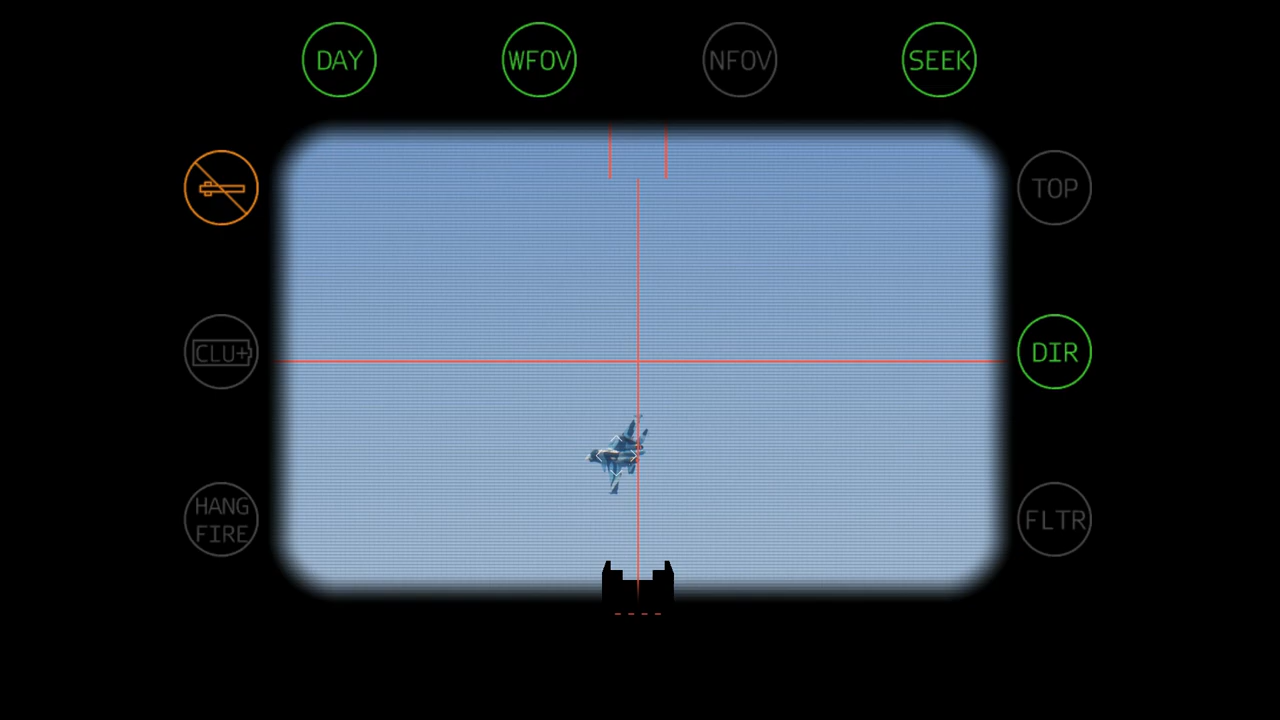 DAY
WFOV
NFOV
SEEK
TOP
CLU+
DIR
HANG
FIRE
FLTR